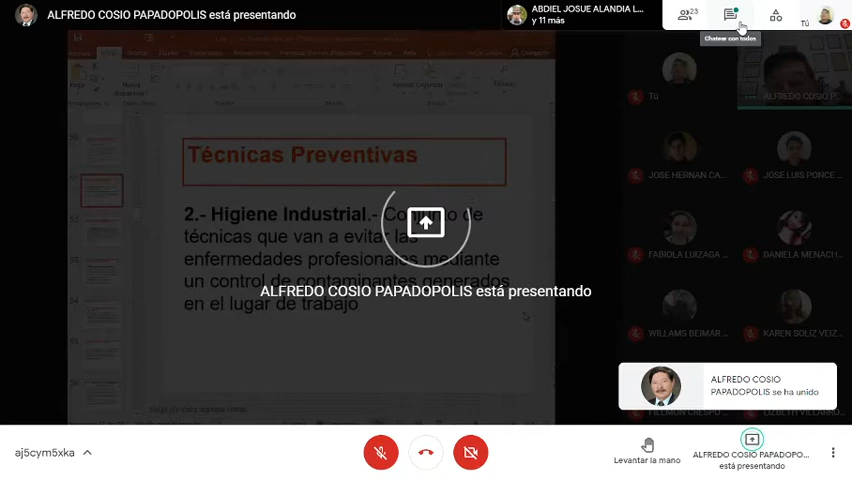 ALFREDO COSIO PAPADOPOLIS está presentando
ABDIEL JOSUE ALANDIA L...
y 11 más
23
Tú
Chatear con todos
Técnicas Preventivas
2.- Higiene Industrial.- Conjunto de
técnicas que van a evitar las
enfermedades profesionales mediante
un control de contaminantes generados
en el lugar de trabajo
ALFREDO COSIO PAPADOPOLIS está presentando
Tú
ALFREDO COSIO P...
JOSE HERNAN CA...
JOSE LUIS PONCE ...
FABIOLA LUIZAGA ...
DANIELA MENACI I...
WILLAMS BEIMAR ...
KAREN SOLIZ VEIZ...
ALFREDO COSIO
PAPADOPOLIS se ha unido
aj5cym5xka
Levantar la mano
ALFREDO COSIO PAPADOPO...
está presentando